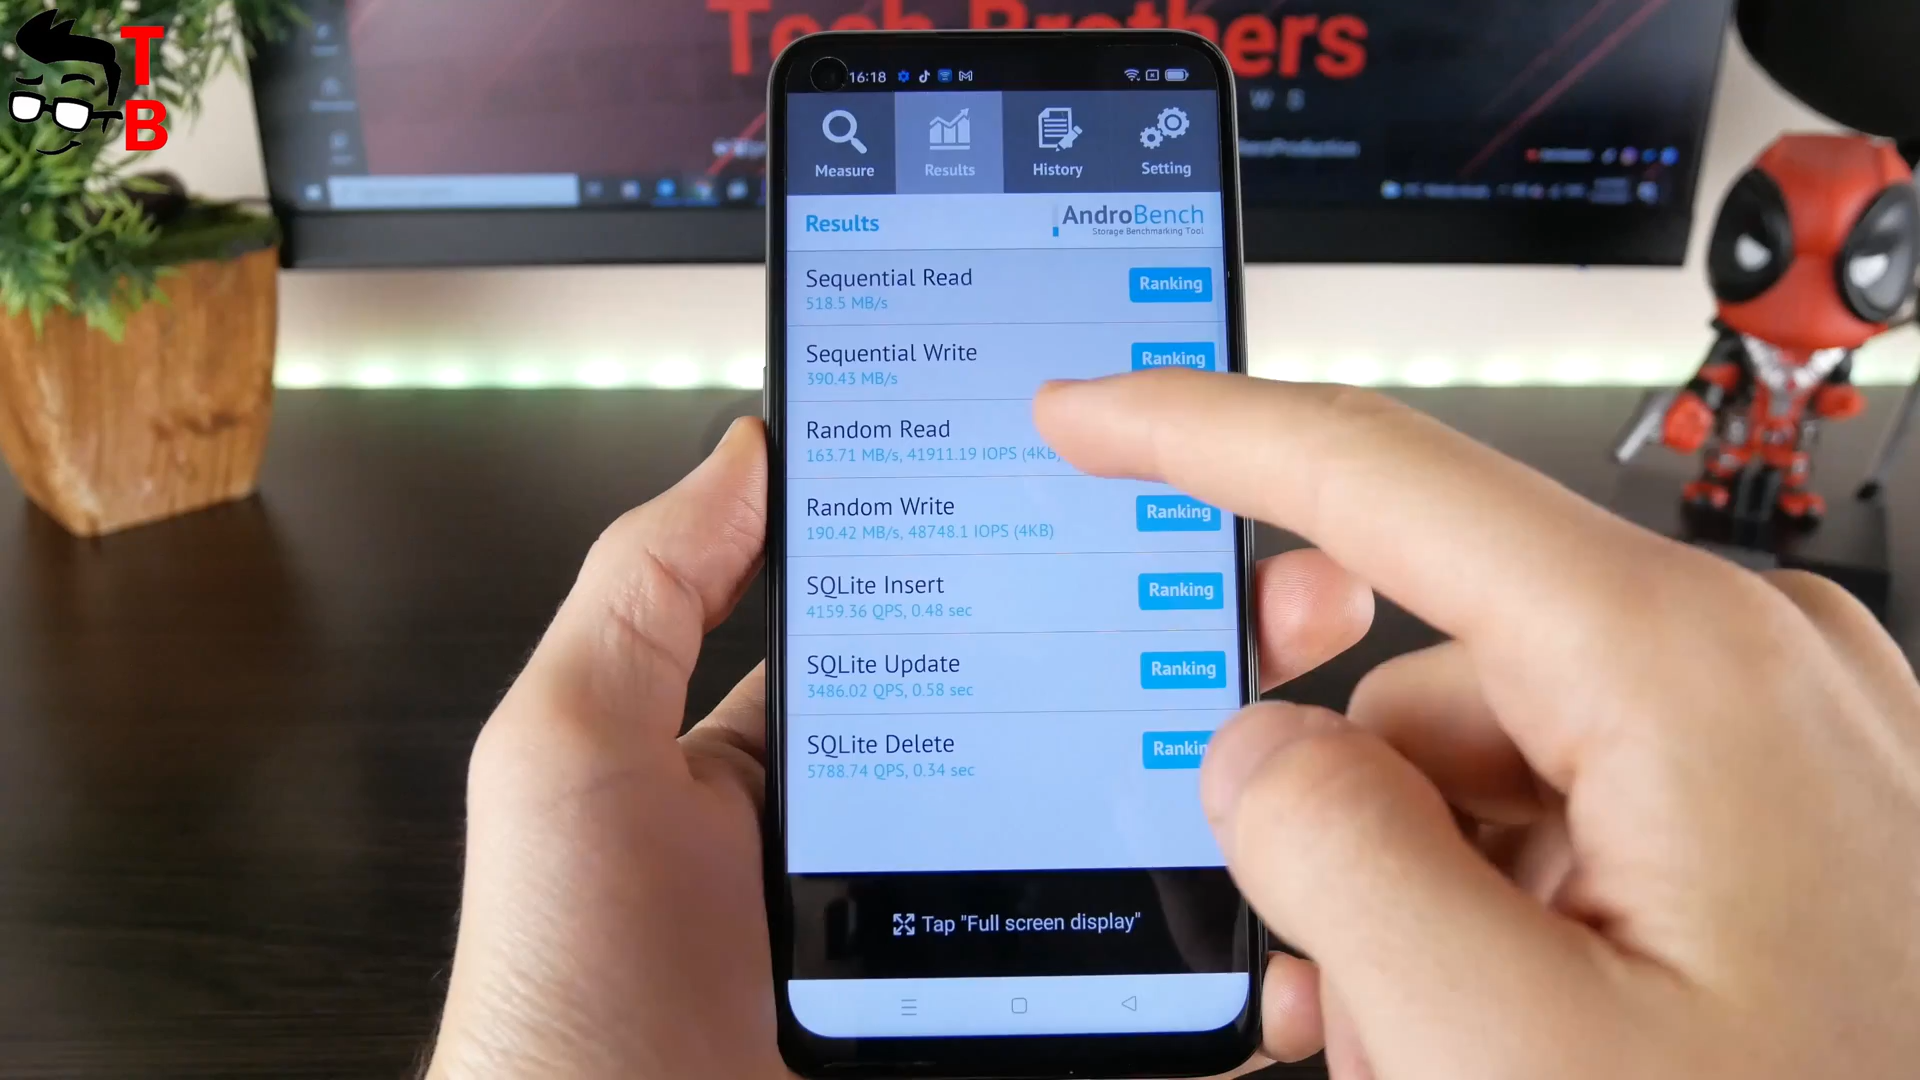 T
B
Tech Brothers
W S
16:18
Measure
Results
History
Setting
Results
AndroBench
Storage Benchmarking Tool
Sequential Read
518.5 MB/s
Ranking
Sequential Write
390.43 MB/s
Ranking
Random Read
163.71 MB/s, 41911.19 IOPS (4KB)
Random Write
190.42 MB/s, 48748.1 IOPS (4KB)
Ranking
SQLite Insert
4159.36 QPS, 0.48 sec
Ranking
SQLite Update
3486.02 QPS, 0.58 sec
Ranking
SQLite Delete
5788.74 QPS, 0.34 sec
Rankin
Tap "Full screen display"